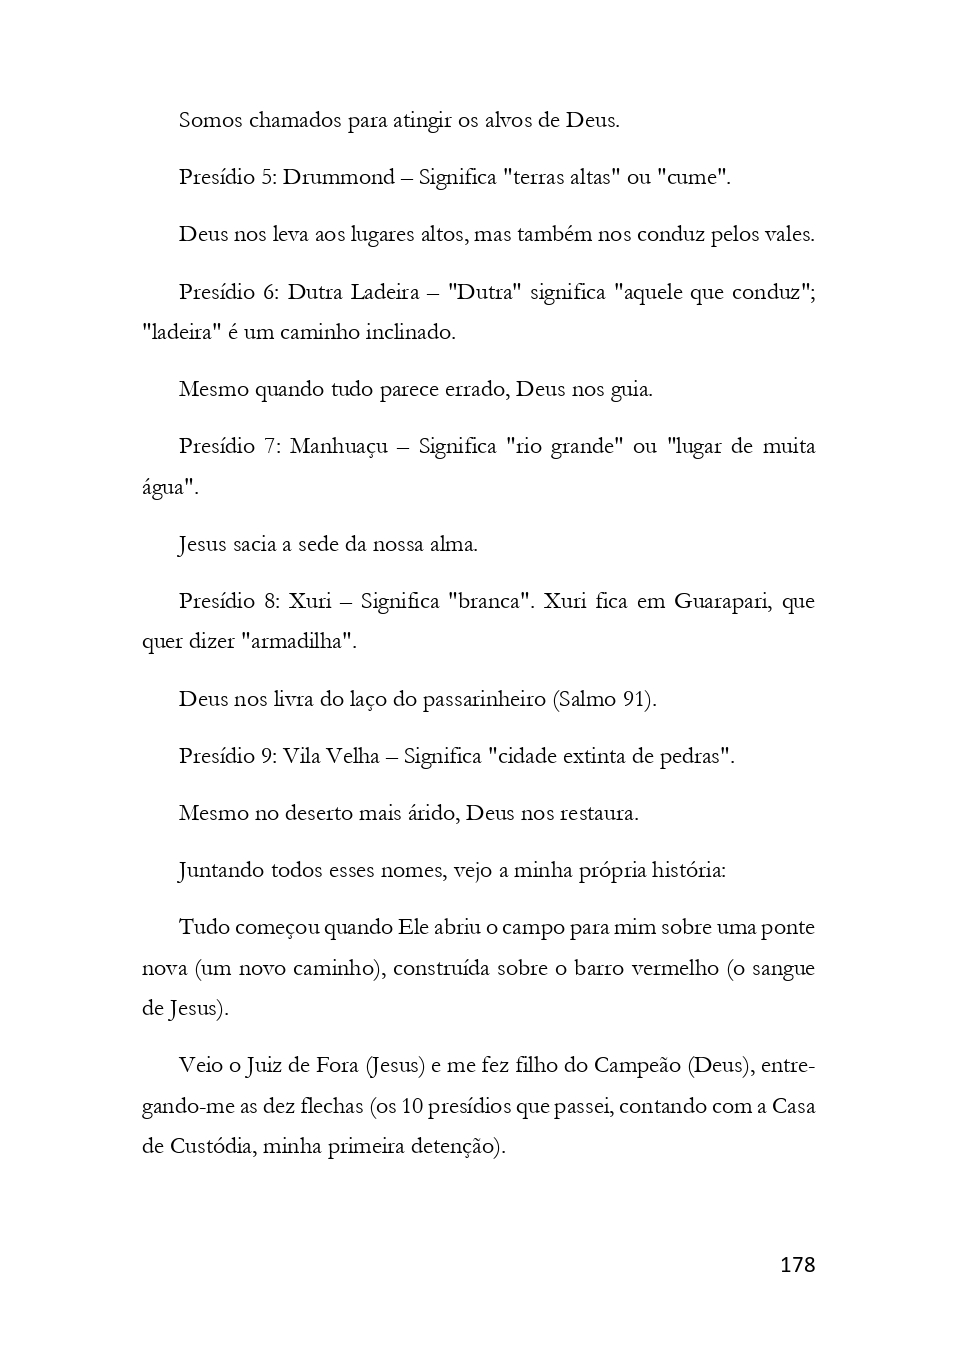 Somos chamados para atingir os alvos de Deus.
Presídio 5: Drummond – Significa "terras altas" ou "cume".
Deus nos leva aos lugares altos, mas também nos conduz pelos vales.
Presídio 6: Dutra Ladeira – "Dutra" significa "aquele que conduz";
"ladeira" é um caminho inclinado.
Mesmo quando tudo parece errado, Deus nos guia.
Presídio 7: Manhuaçu – Significa "rio grande" ou "lugar de muita
água".
Jesus sacia a sede da nossa alma.
Presídio 8: Xuri – Significa "branca". Xuri fica em Guarapari, que
quer dizer "armadilha".
Deus nos livra do laço do passarinheiro (Salmo 91).
Presídio 9: Vila Velha – Significa "cidade extinta de pedras".
Mesmo no deserto mais árido, Deus nos restaura.
Juntando todos esses nomes, vejo a minha própria história:
Tudo começou quando Ele abriu o campo para mim sobre uma ponte
nova (um novo caminho), construída sobre o barro vermelho (o sangue
de Jesus).
Veio o Juiz de Fora (Jesus) e me fez filho do Campeão (Deus), entre-
gando-me as dez flechas (os 10 presídios que passei, contando com a Casa
de Custódia, minha primeira detenção).
178